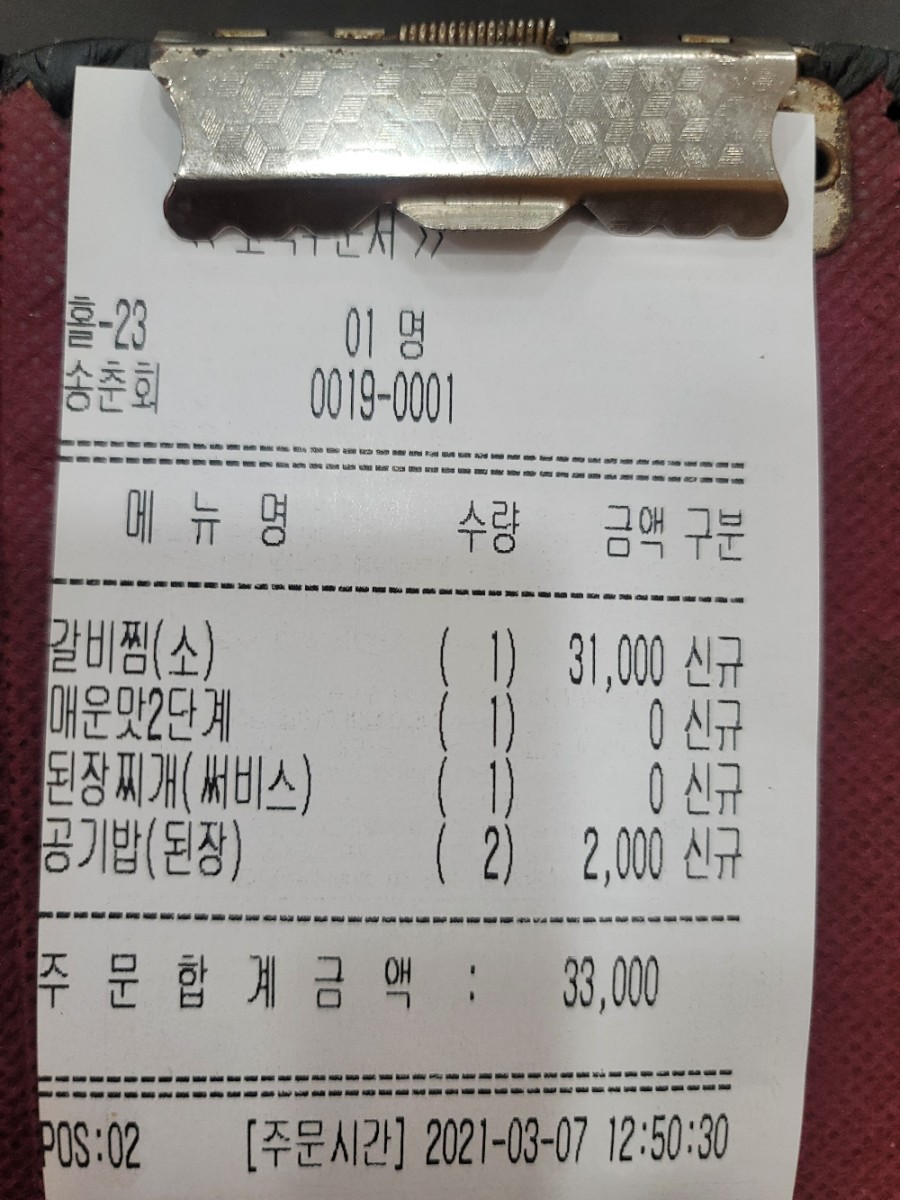 홀-23 01 명
송춘회 0019-0001
메 뉴 명 수량 금액 구분
갈비찜(소) ( 1) 31,000 신규
매운맛2단계 ( 1) 0 신규
된장찌개(써비스) ( 1) 0 신규
공기밥(된장) ( 2) 2,000 신규
주 문 합 계 금 액 : 33,000
POS:02 [주문시간] 2021-03-07 12:50:30